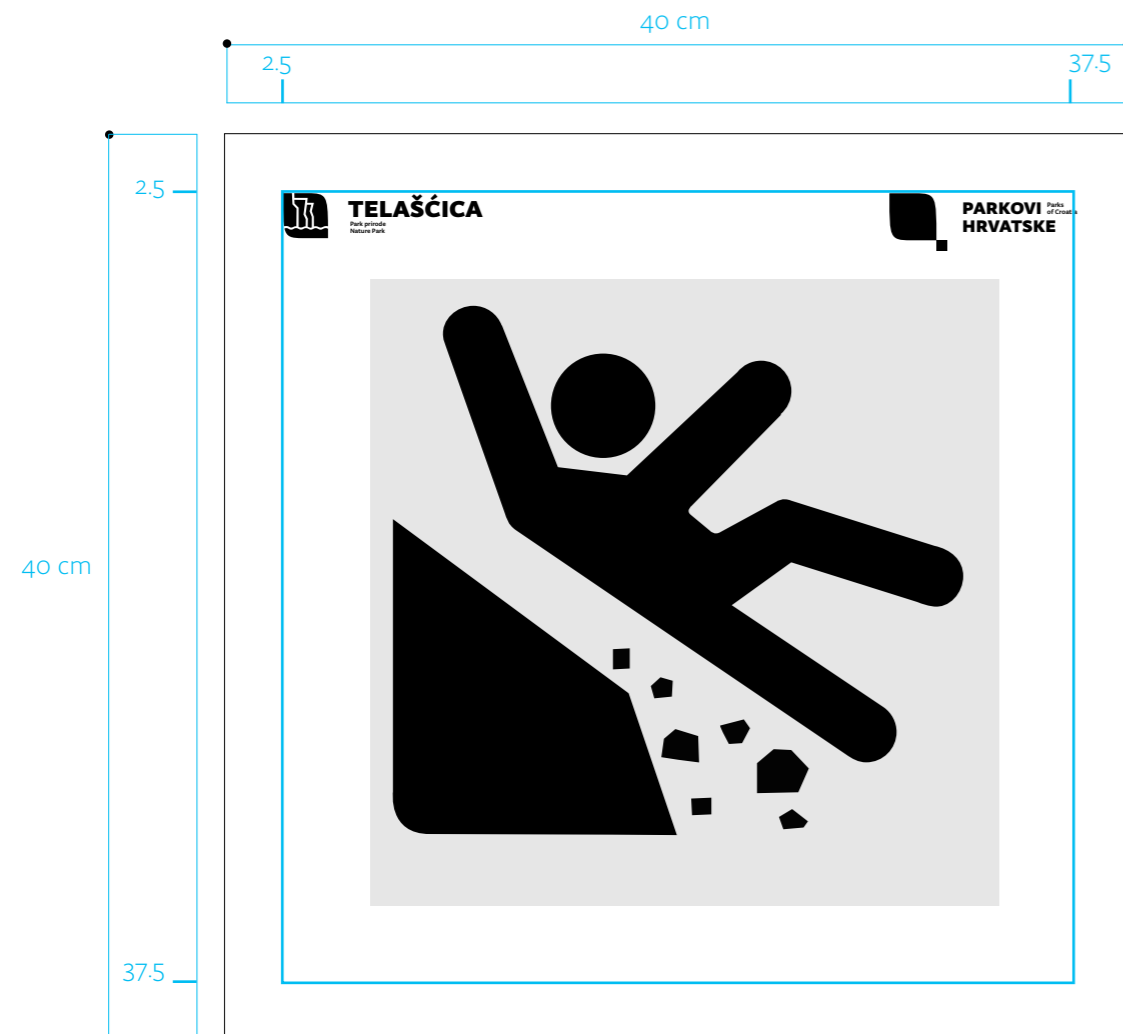 40 cm
2.5
37.5
2.5
TELAŠĆICA
Park prirode
Nature Park
PARKOVI
HRVATSKE
Parks
of Croatia
40 cm
37.5